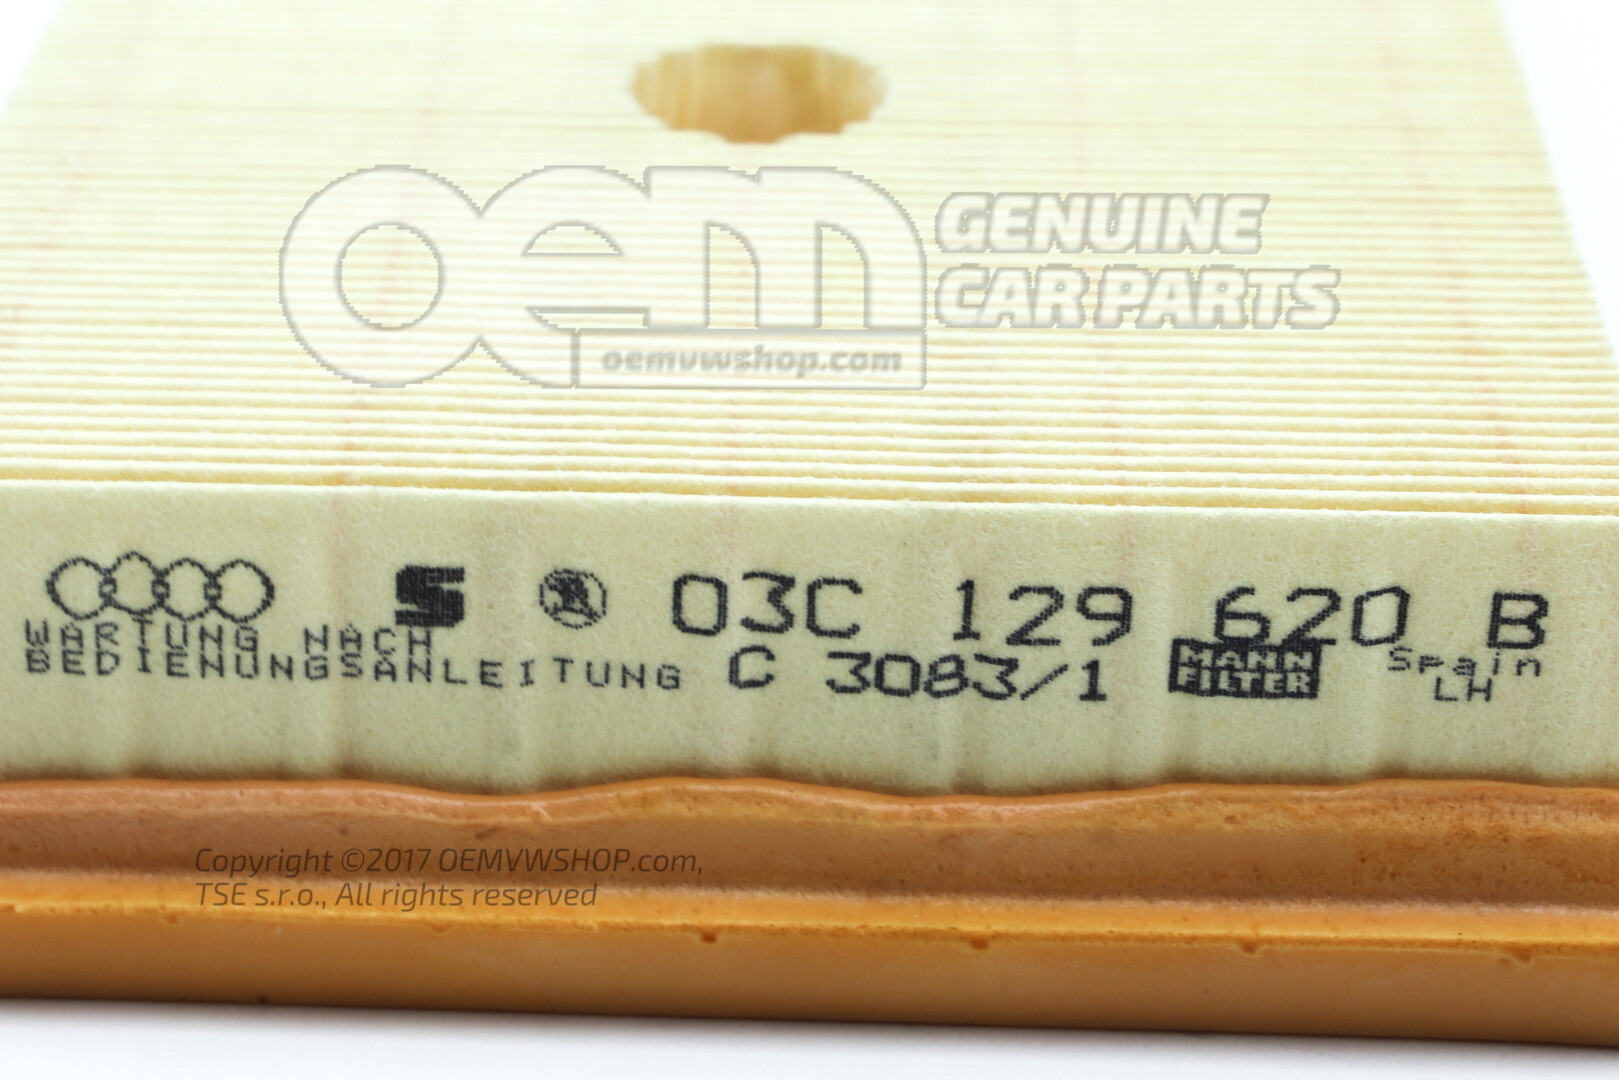 oem GENUINE
CAR PARTS
oemvwshop.com
S 03C 129 620 B
WARTUNG NACH
BEDIENUNGSANLEITUNG C 3083/1 MANN
FILTER Spain
LH
Copyright ©2017 OEMVWSHOP.com,
TSE s.r.o., All rights reserved